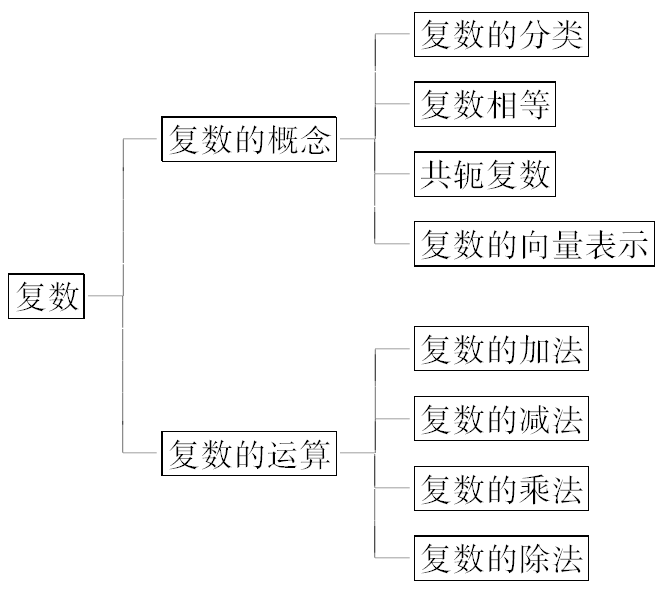 复数的分类
复数相等
复数的概念
共轭复数
复数的向量表示
复数
复数的加法
复数的减法
复数的运算
复数的乘法
复数的除法